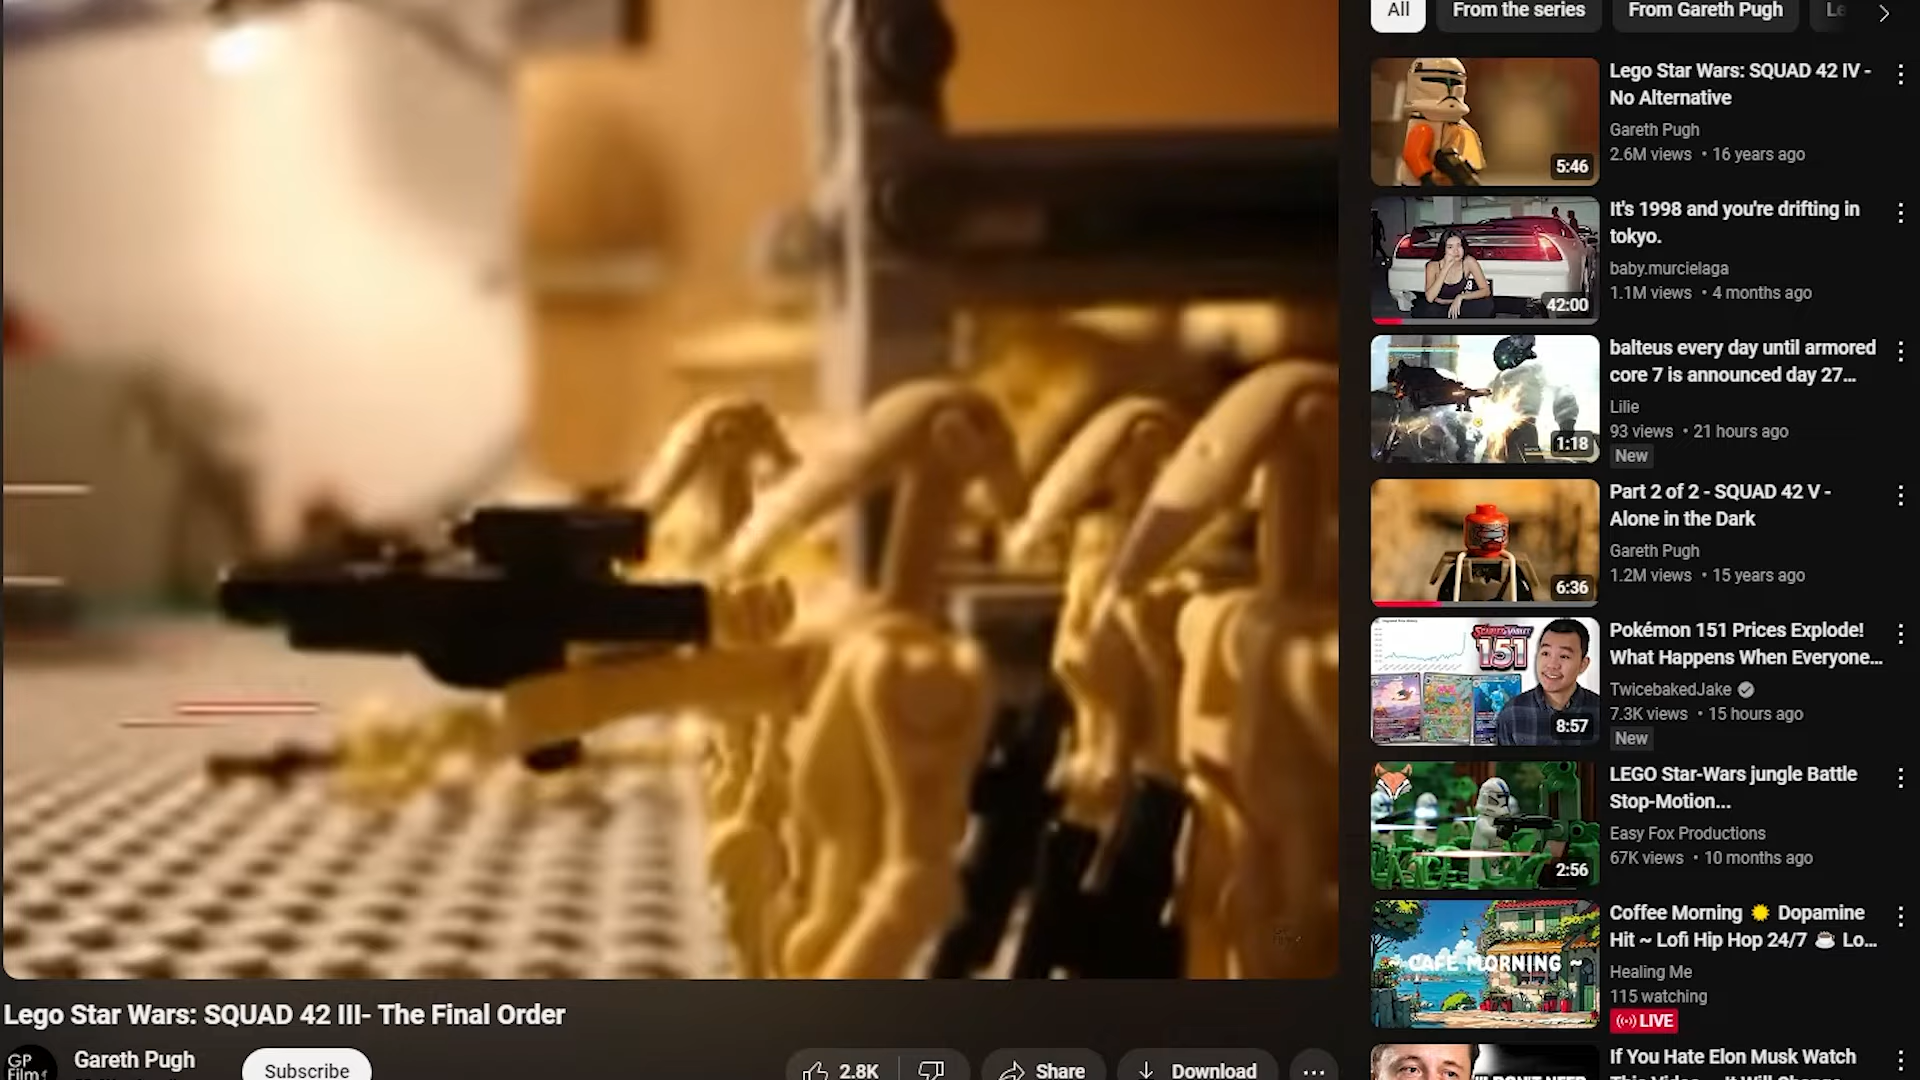 All
From the series
From Gareth Pugh
Le
Lego Star Wars: SQUAD 42 IV -
No Alternative
Gareth Pugh
2.6M views • 16 years ago
5:46
It's 1998 and you're drifting in
tokyo.
baby.murcielaga
1.1M views • 4 months ago
42:00
balteus every day until armored
core 7 is announced day 27...
Lilie
93 views • 21 hours ago
New
1:18
Part 2 of 2 - SQUAD 42 V -
Alone in the Dark
Gareth Pugh
1.2M views • 15 years ago
6:36
SCARLET & VIOLET
151
Pokémon 151 Prices Explode!
What Happens When Everyone...
TwicebakedJake
7.3K views • 15 hours ago
New
8:57
LEGO Star-Wars jungle Battle
Stop-Motion...
Easy Fox Productions
67K views • 10 months ago
2:56
~ CAFE MORNING ~
Coffee Morning ☀️ Dopamine
Hit ~ Lofi Hip Hop 24/7 ☕ Lo...
Healing Me
115 watching
LIVE
If You Hate Elon Musk Watch
GP
Film
Lego Star Wars: SQUAD 42 III- The Final Order
GP
Film
Gareth Pugh
Subscribe
2.8K
Share
Download